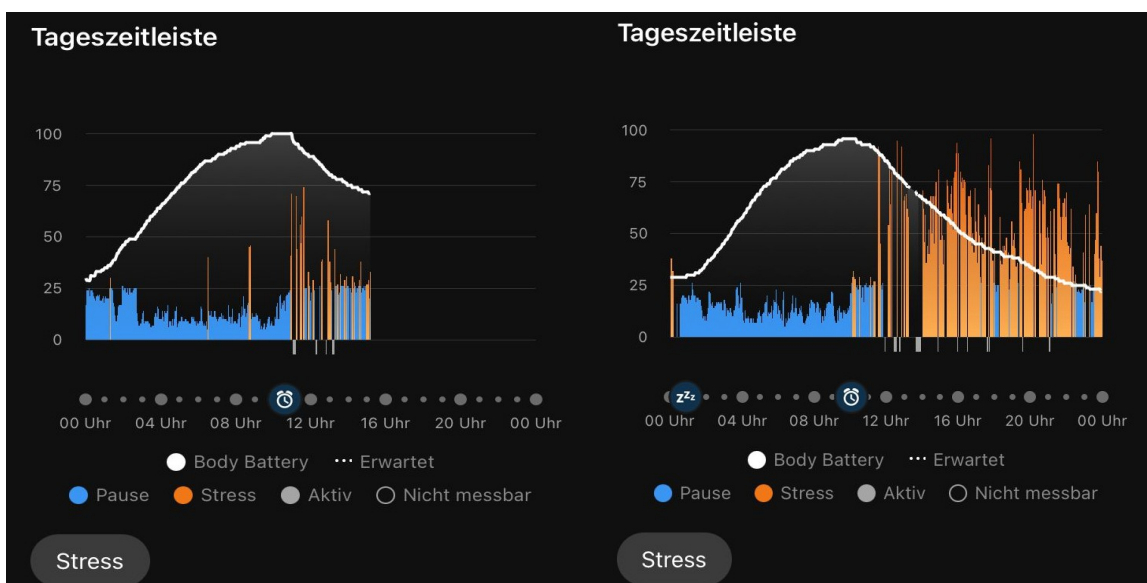 Tageszeitleiste
100
75
50
25
0
00 Uhr 04 Uhr 08 Uhr 12 Uhr 16 Uhr 20 Uhr 00 Uhr
Body Battery ··· Erwartet
Pause Stress Aktiv Nicht messbar
Stress
Tageszeitleiste
100
75
50
25
0
zzz
00 Uhr 04 Uhr 08 Uhr 12 Uhr 16 Uhr 20 Uhr 00 Uhr
Body Battery ··· Erwartet
Pause Stress Aktiv Nicht messbar
Stress